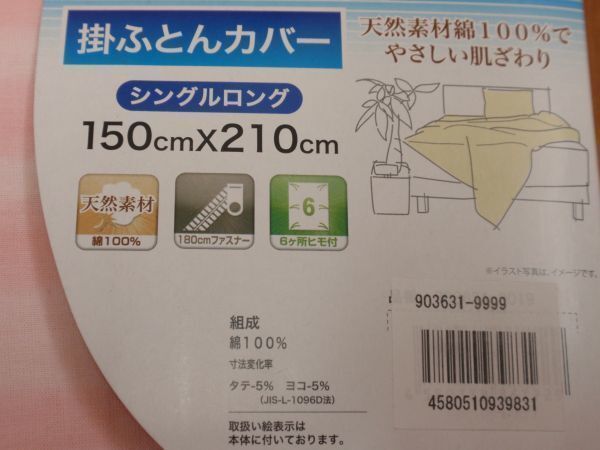 掛ふとんカバー
天然素材綿100%で
やさしい肌ざわり
シングルロング
150cmX210cm
天然素材
綿100%
180cmファスナー
6
6ヶ所ヒモ付
※イラスト写真は、イメージです。
903631-9999
4580510939831
組成
綿100%
寸法変化率
タテ-5% ヨコ-5%
(JIS-L-1096D法)
取扱い絵表示は
本体に付いております。